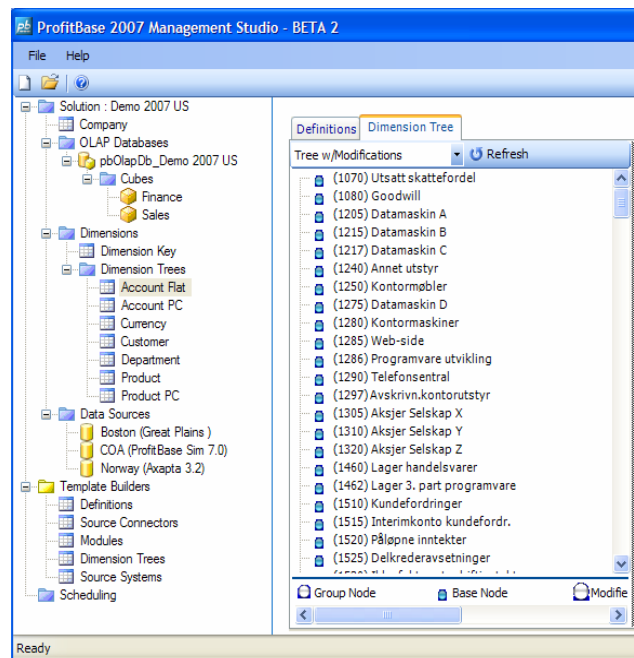 ProfitBase 2007 Management Studio - BETA 2
File Help
Solution : Demo 2007 US
Company
OLAP Databases
pbOlapDb_Demo 2007 US
Cubes
Finance
Sales
Dimensions
Dimension Key
Dimension Trees
Account Flat
Account PC
Currency
Customer
Department
Product
Product PC
Data Sources
Boston (Great Plains )
COA (ProfitBase Sim 7.0)
Norway (Axapta 3.2)
Template Builders
Definitions
Source Connectors
Modules
Dimension Trees
Source Systems
Scheduling
Definitions Dimension Tree
Tree w/Modifications Refresh
(1070) Utsatt skattefordel
(1080) Goodwill
(1205) Datamaskin A
(1215) Datamaskin B
(1217) Datamaskin C
(1240) Annet utstyr
(1250) Kontormøbler
(1275) Datamaskin D
(1280) Kontormaskiner
(1285) Web-side
(1286) Programvare utvikling
(1290) Telefonsentral
(1297)Avskrivn.kontorutstyr
(1305) Aksjer Selskap X
(1310) Aksjer Selskap Y
(1320) Aksjer Selskap Z
(1460) Lager handelsvarer
(1462) Lager 3. part programvare
(1510) Kundefordringer
(1515) Interimkonto kundefordr.
(1520) Påløpne inntekter
(1525) Delkrederavsetninger
Group Node Base Node Modifie
Ready